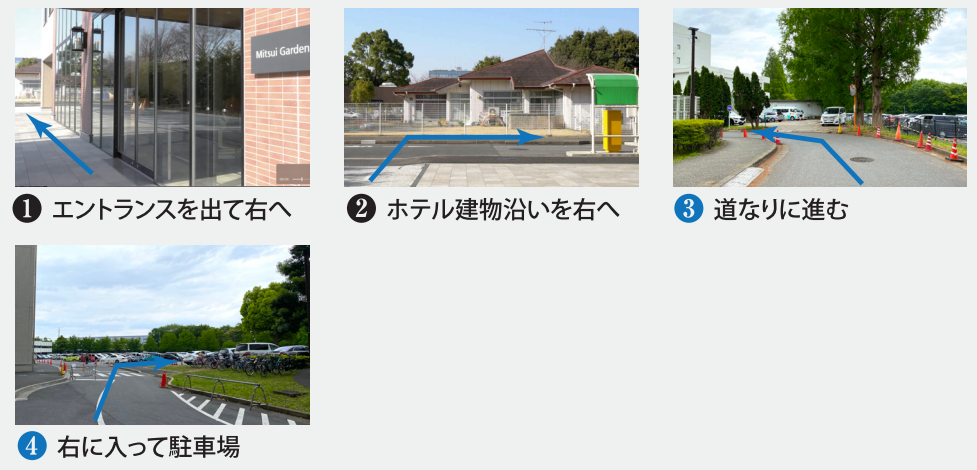 Mitsui Garden
❶ エントランスを出て右へ
❷ ホテル建物沿いを右へ
❸ 道なりに進む
❹ 右に入って駐車場